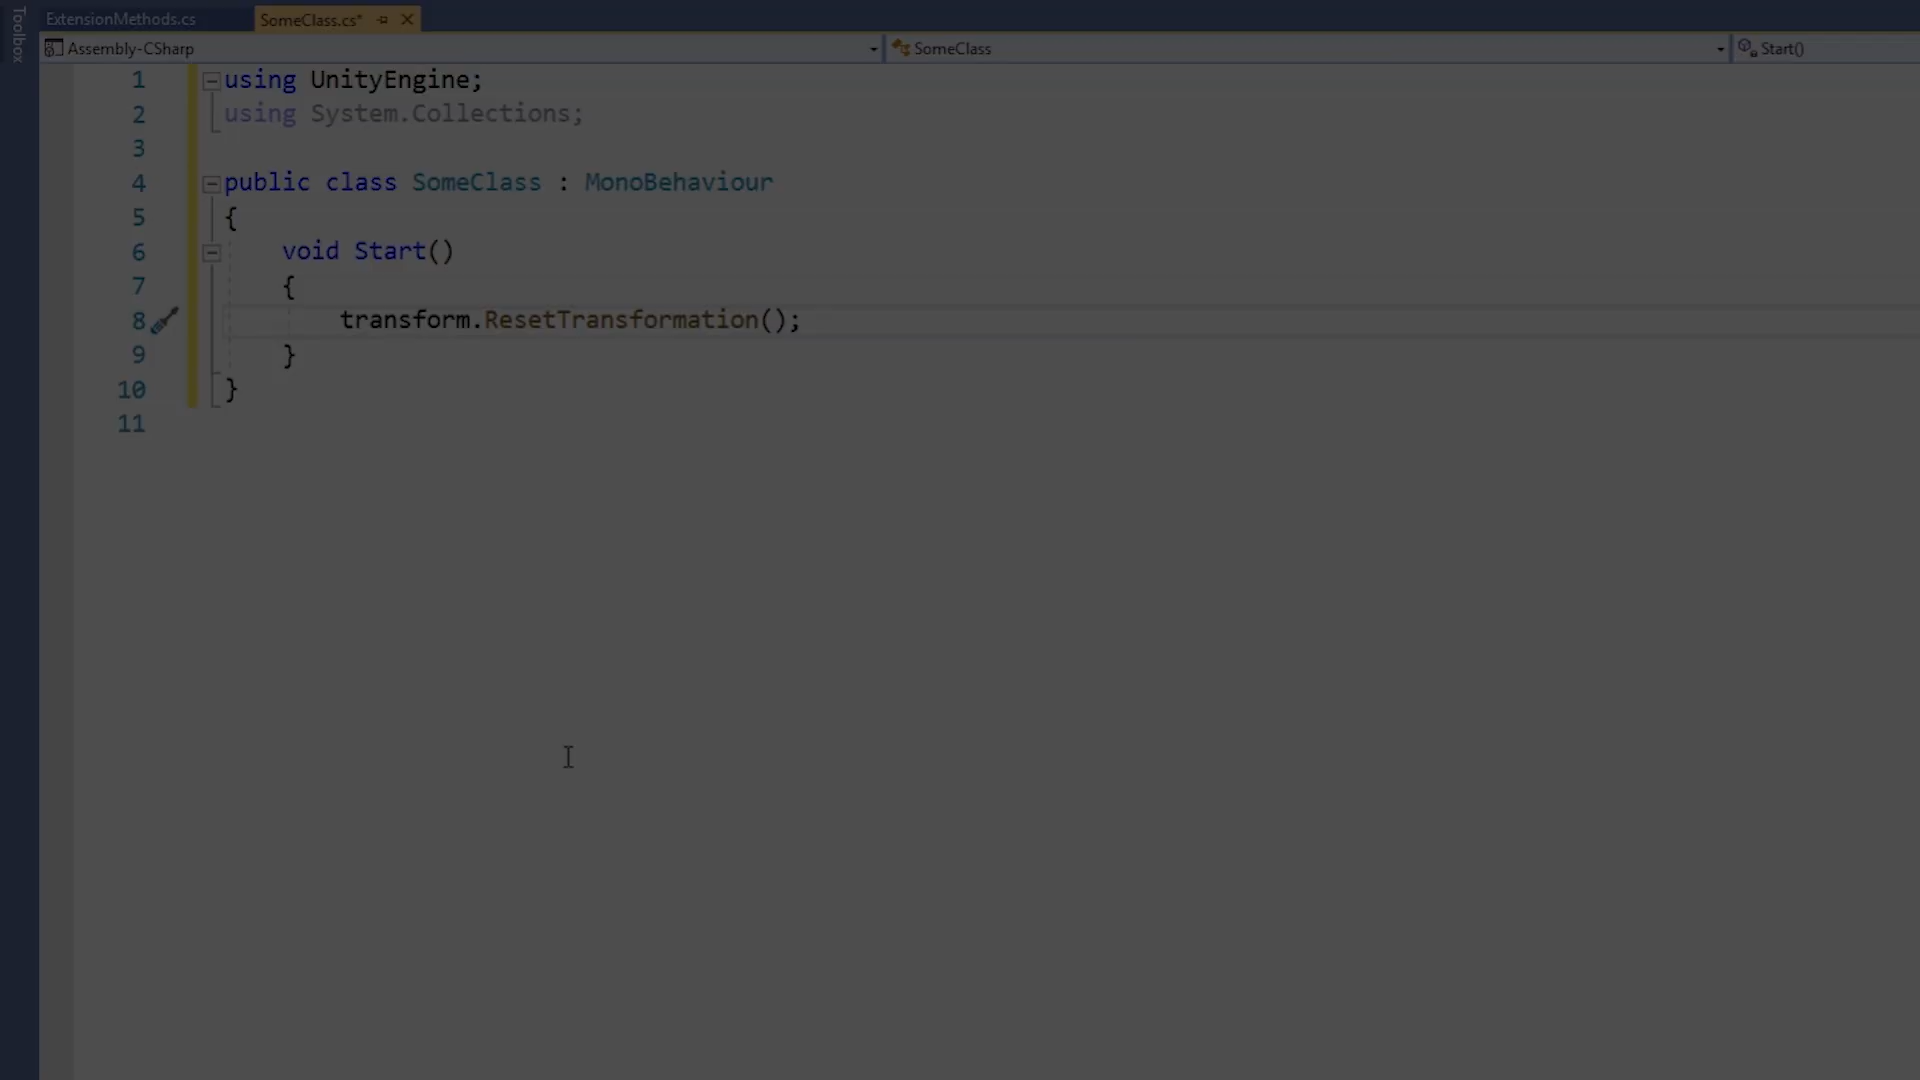 Toolbox
ExtensionMethods.cs
SomeClass.cs*
Assembly-CSharp
SomeClass
Start()
1 using UnityEngine;
2 using System.Collections;
3
4 public class SomeClass : MonoBehaviour
5 {
6 void Start()
7 {
8 transform.ResetTransformation();
9 }
10 }
11